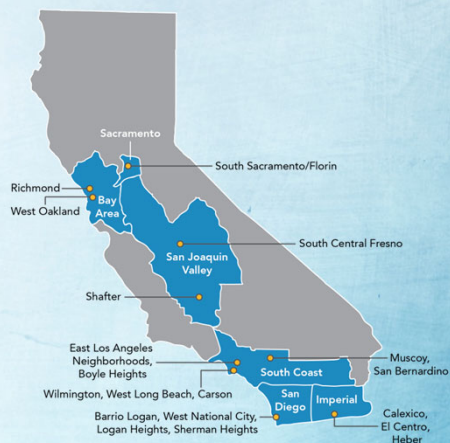 Sacramento
South Sacramento/Florin
Richmond
West Oakland
Bay
Area
South Central Fresno
San Joaquin
Valley
Shafter
East Los Angeles
Neighborhoods,
Boyle Heights
Muscoy,
San Bernardino
South Coast
Wilmington, West Long Beach, Carson
San
Diego
Imperial
Barrio Logan, West National City,
Logan Heights, Sherman Heights
Calexico,
El Centro,
Heber